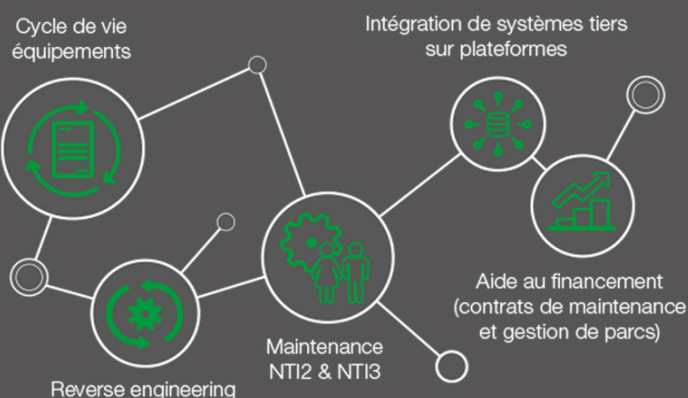 Cycle de vie
équipements
Intégration de systèmes tiers
sur plateformes
Aide au financement
(contrats de maintenance
et gestion de parcs)
Maintenance
NTI2 & NTI3
Reverse engineering